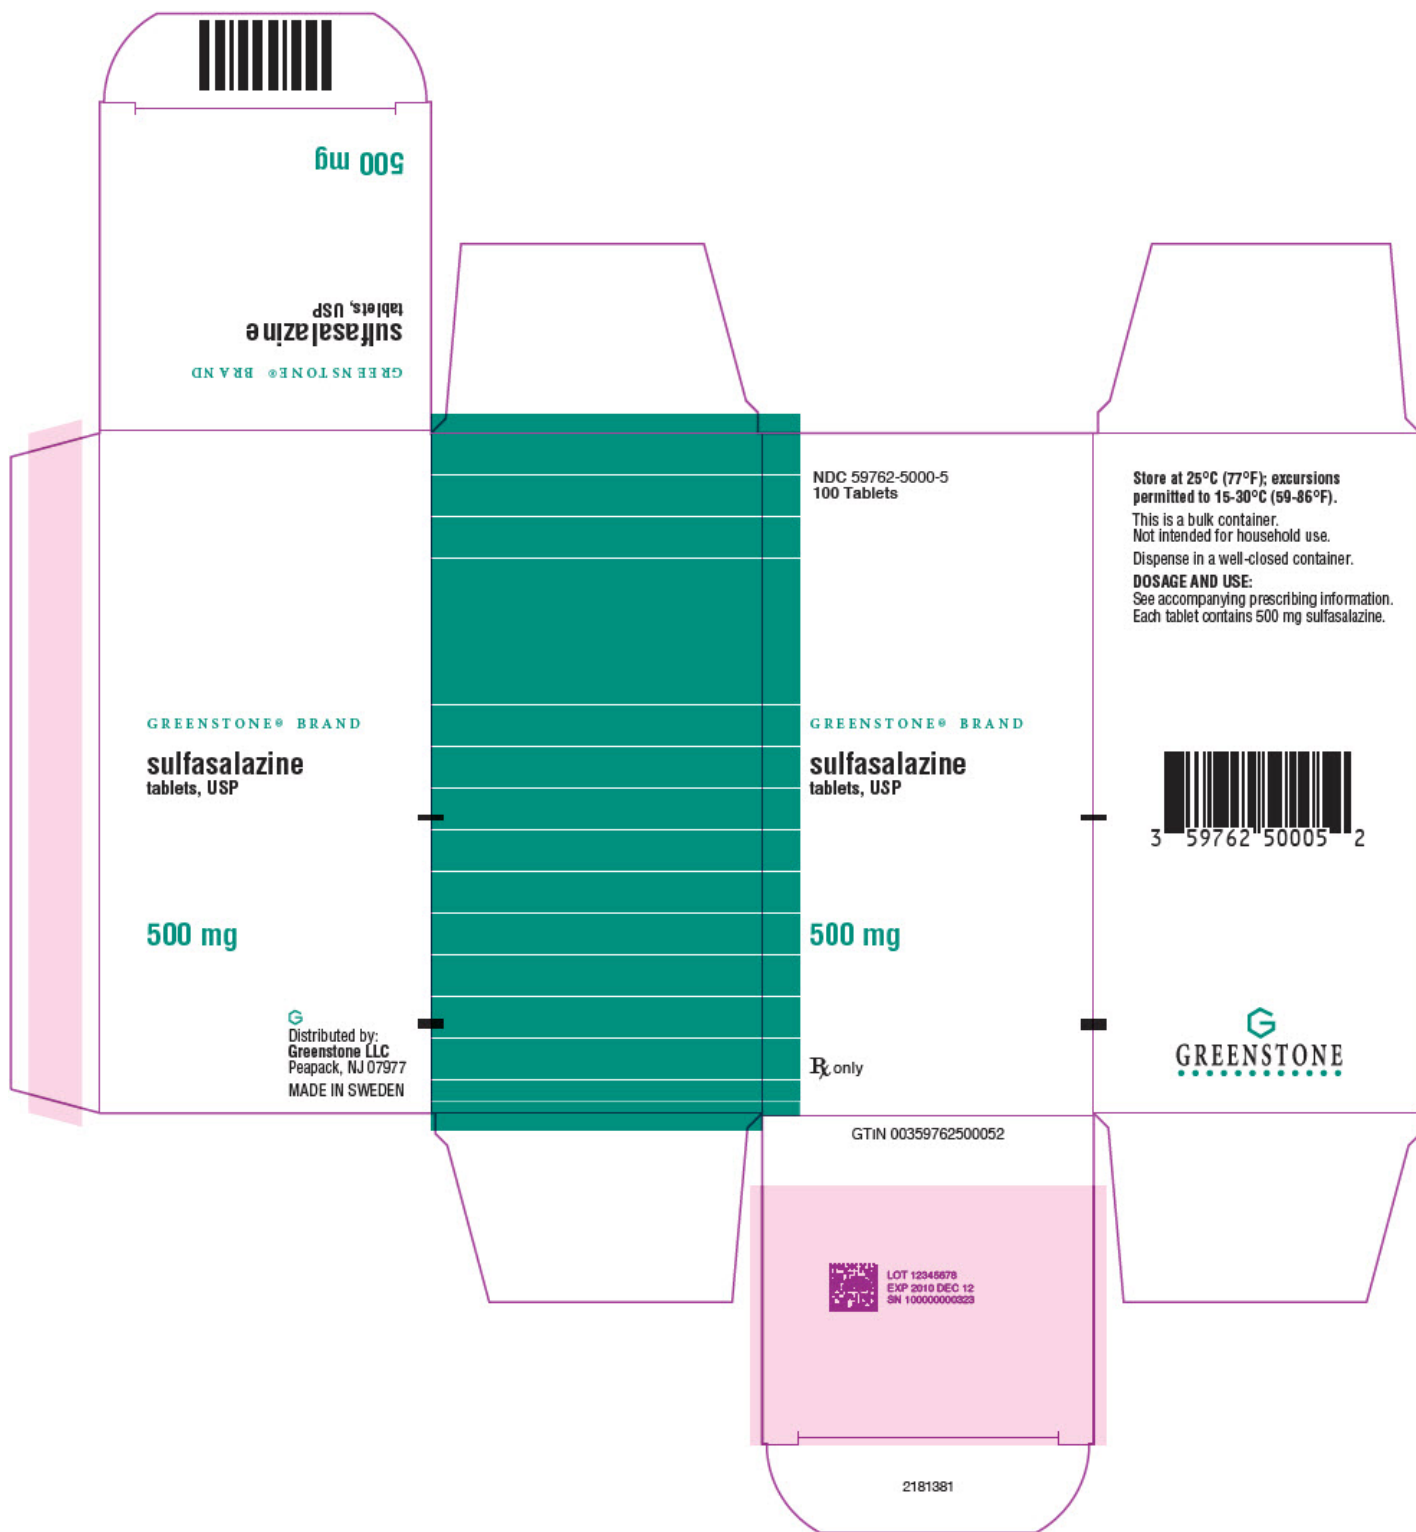 500 mg
sulfasalazine
tablets, USP
GREENSTONE® BRAND
GREENSTONE® BRAND
sulfasalazine
tablets, USP
500 mg
G
Distributed by:
Greenstone LLC
Peapack, NJ 07977
MADE IN SWEDEN
NDC 59762-5000-5
100 Tablets
GREENSTONE® BRAND
sulfasalazine
tablets, USP
500 mg
Rx only
Store at 25°C (77°F); excursions
permitted to 15-30°C (59-86°F).
This is a bulk container.
Not intended for household use.
Dispense in a well-closed container.
DOSAGE AND USE:
See accompanying prescribing information.
Each tablet contains 500 mg sulfasalazine.
3 59762 50005 2
G
GREENSTONE
GTIN 00359762500052
LOT 12345678
EXP 2010 DEC 12
SN 100000000323
2181381